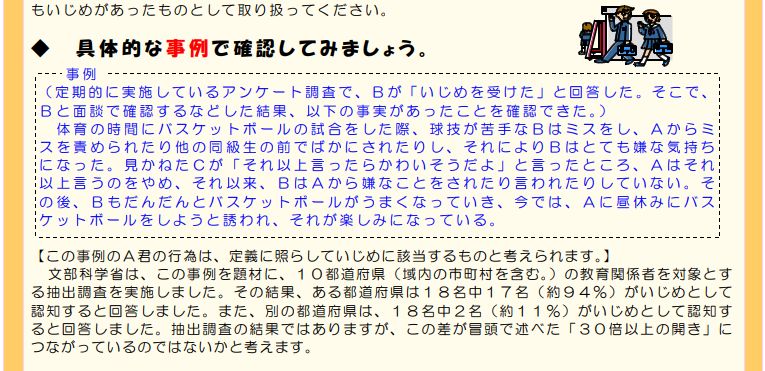 もいじめがあったものとして取り扱ってください。
◆ 具体的な事例で確認してみましょう。
事例
(定期的に実施しているアンケート調査で、Bが「いじめを受けた」と回答した。そこで、
Bと面談で確認するなどした結果、以下の事実があったことを確認できた。)
体育の時間にバスケットボールの試合をした際、球技が苦手なBはミスをし、Aからミ
スを責められたり他の同級生の前でばかにされたりし、それによりBはとても嫌な気持ち
になった。見かねたCが「それ以上言ったらかわいそうだよ」と言ったところ、Aはそれ
以上言うのをやめ、それ以来、BはAから嫌なことをされたり言われたりしていない。そ
の後、Bもだんだんとバスケットボールがうまくなっていき、今では、Aに昼休みにバス
ケットボールをしようと誘われ、それが楽しみになっている。
【この事例のA君の行為は、定義に照らしていじめに該当するものと考えられます。】
文部科学省は、この事例を題材に、10都道府県(域内の市町村を含む。)の教育関係者を対象とす
る抽出調査を実施しました。その結果、ある都道府県は18名中17名(約94%)がいじめとして
認知すると回答しました。また、別の都道府県は、18名中2名(約11%)がいじめとして認知す
ると回答しました。抽出調査の結果ではありますが、この差が冒頭で述べた「30倍以上の開き」に
つながっているのではないかと考えます。